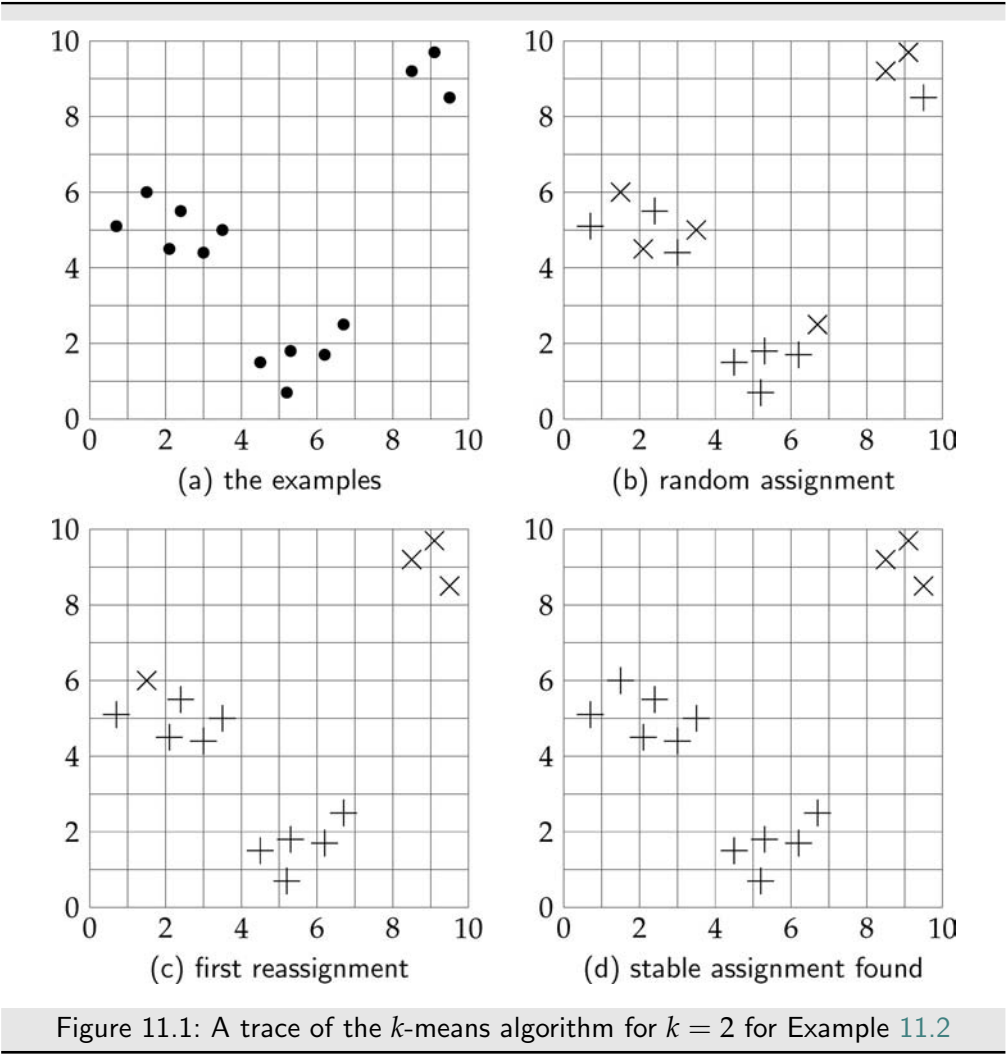 10
8
6
4
2
0
0 2 4 6 8 10
(a) the examples
10
8
6
4
2
0
0 2 4 6 8 10
(b) random assignment
10
8
6
4
2
0
0 2 4 6 8 10
(c) first reassignment
10
8
6
4
2
0
0 2 4 6 8 10
(d) stable assignment found
Figure 11.1: A trace of the k-means algorithm for k = 2 for Example 11.2